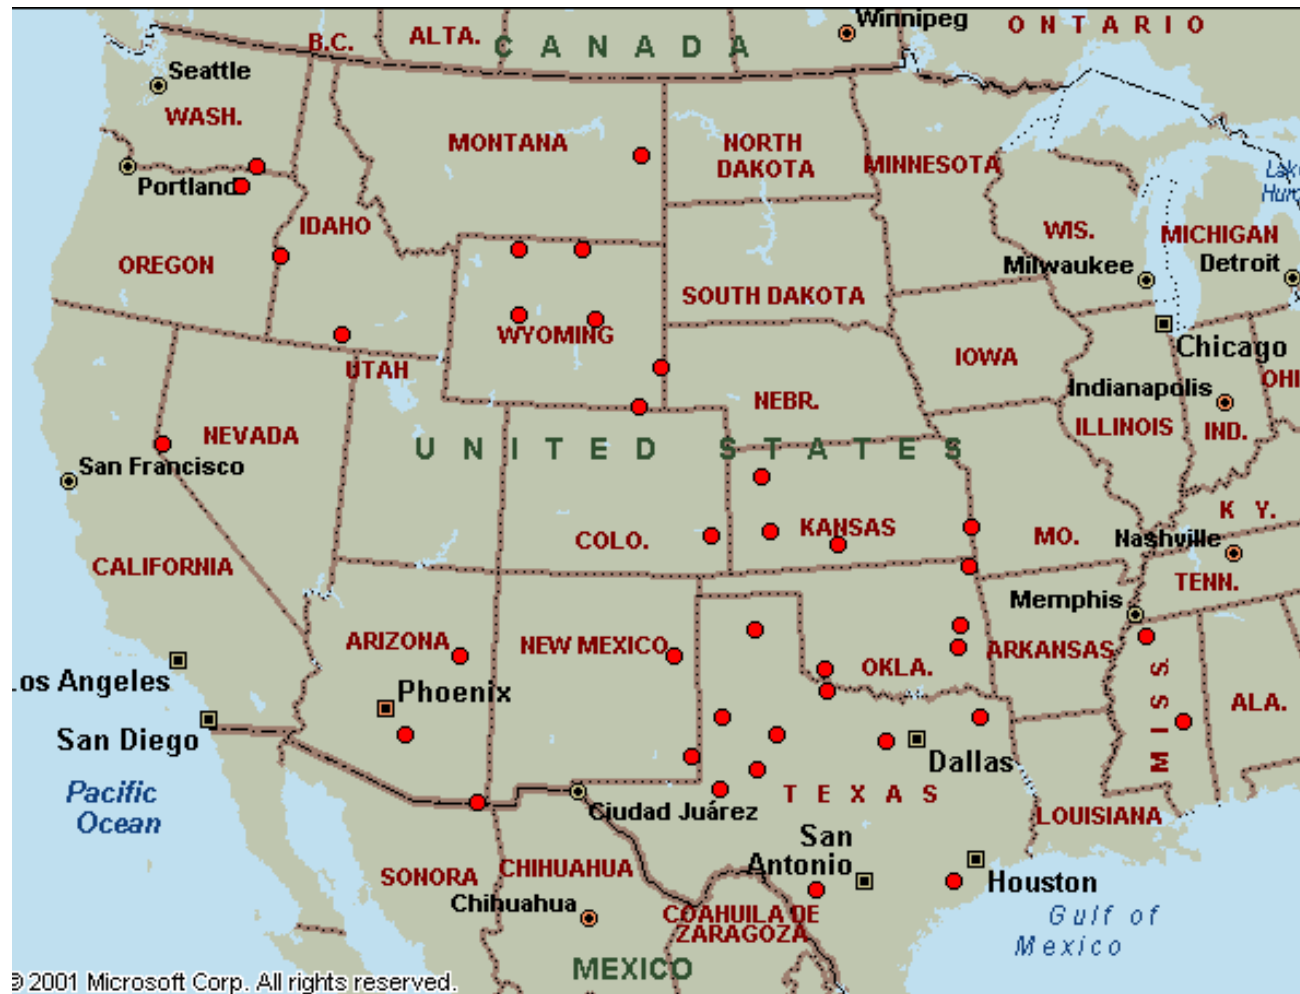 Winnipeg
ONTARIO
B.C.
ALTA.
CANADA
Seattle
WASH.
MONTANA
NORTH
DAKOTA
MINNESOTA
Lake
Portland
IDAHO
OREGON
WIS.
MICHIGAN
Milwaukee
Detroit
SOUTH DAKOTA
WYOMING
UTAH
IOWA
Chicago
Indianapolis
NEBR.
ILLINOIS
IND.
NEVADA
UNITED STATES
San Francisco
KY.
COLO.
KANSAS
MO.
Nashville
CALIFORNIA
TENN.
Memphis
ARIZONA
NEW MEXICO
OKLA.
ARKANSAS
MISS.
ALA.
os Angeles
Phoenix
San Diego
Dallas
Pacific
Ocean
Ciudad Juárez
TEXAS
LOUISIANA
San
Antonio
SONORA
CHIHUAHUA
Houston
Chihuahua
COAHUILA DE
ZARAGOZA
Gulf of
Mexico
MEXICO
© 2001 Microsoft Corp. All rights reserved.